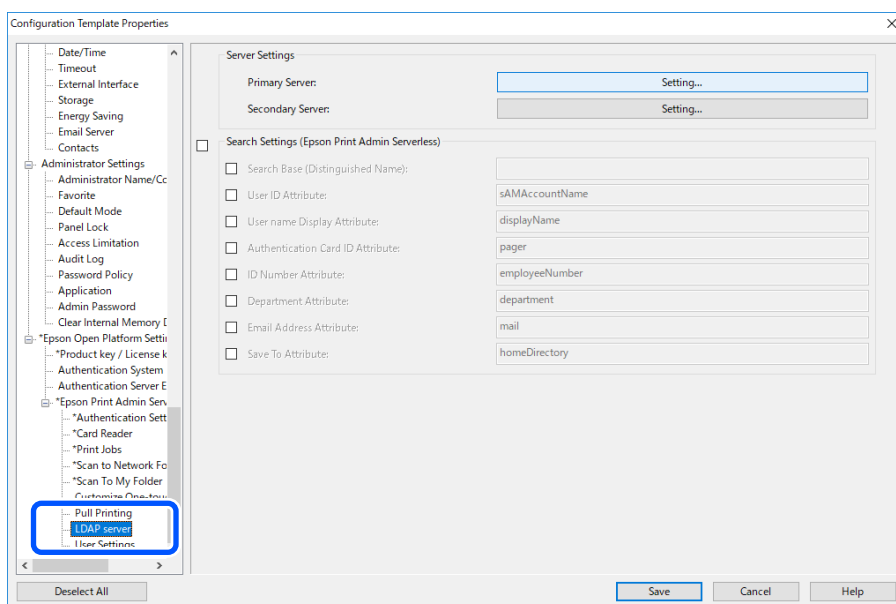 Configuration Template Properties
Date/Time
Timeout
External Interface
Storage
Energy Saving
Email Server
Contacts
Administrator Settings
Administrator Name/Co
Favorite
Default Mode
Panel Lock
Access Limitation
Audit Log
Password Policy
Application
Admin Password
Clear Internal Memory D
*Epson Open Platform Settin
*Product key / License k
Authentication System
Authentication Server E
*Epson Print Admin Serv
*Authentication Sett
*Card Reader
*Print Jobs
*Scan to Network Fo
*Scan To My Folder
Customize One-tou
Pull Printing
LDAP server
User Settings
Server Settings
Primary Server: Setting...
Secondary Server: Setting...
Search Settings (Epson Print Admin Serverless)
Search Base (Distinguished Name):
User ID Attribute: sAMAccountName
User name Display Attribute: displayName
Authentication Card ID Attribute: pager
ID Number Attribute: employeeNumber
Department Attribute: department
Email Address Attribute: mail
Save To Attribute: homeDirectory
Deselect All Save Cancel Help